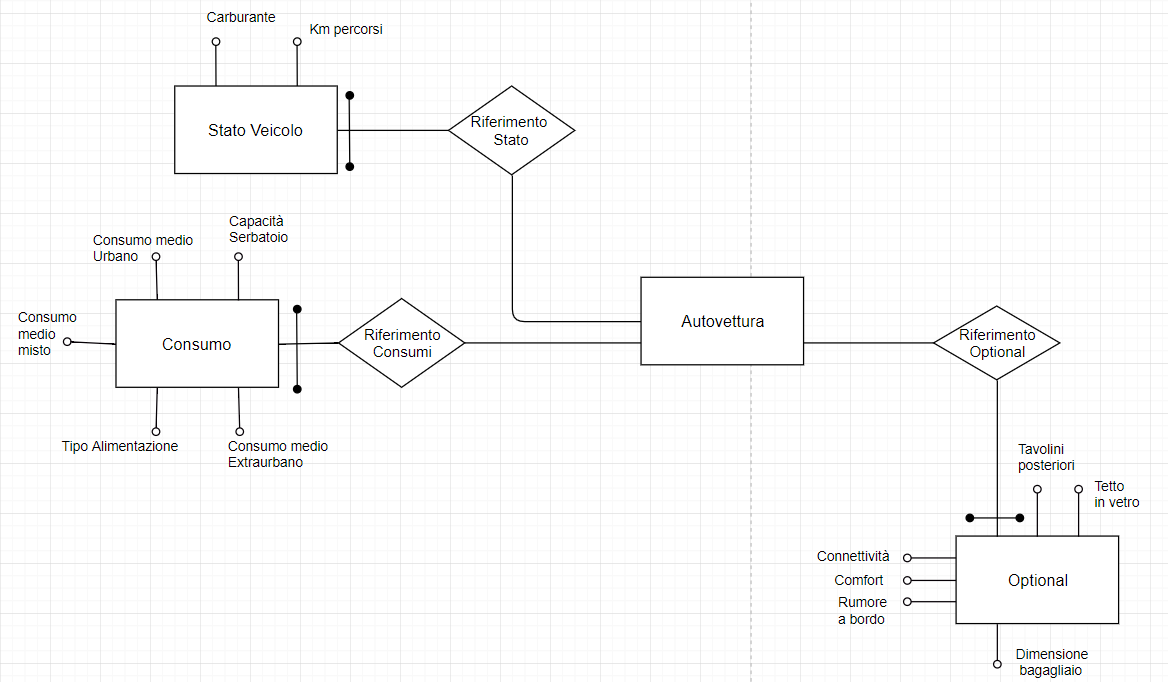 Carburante
Km percorsi
Stato Veicolo
Riferimento
Stato
Capacità
Serbatoio
Consumo medio
Urbano
Consumo
medio
misto
Consumo
Riferimento
Consumi
Tipo Alimentazione
Consumo medio
Extraurbano
Autovettura
Riferimento
Optional
Tavolini
posteriori
Tetto
in vetro
Connettività
Comfort
Rumore
a bordo
Optional
Dimensione
bagagliaio